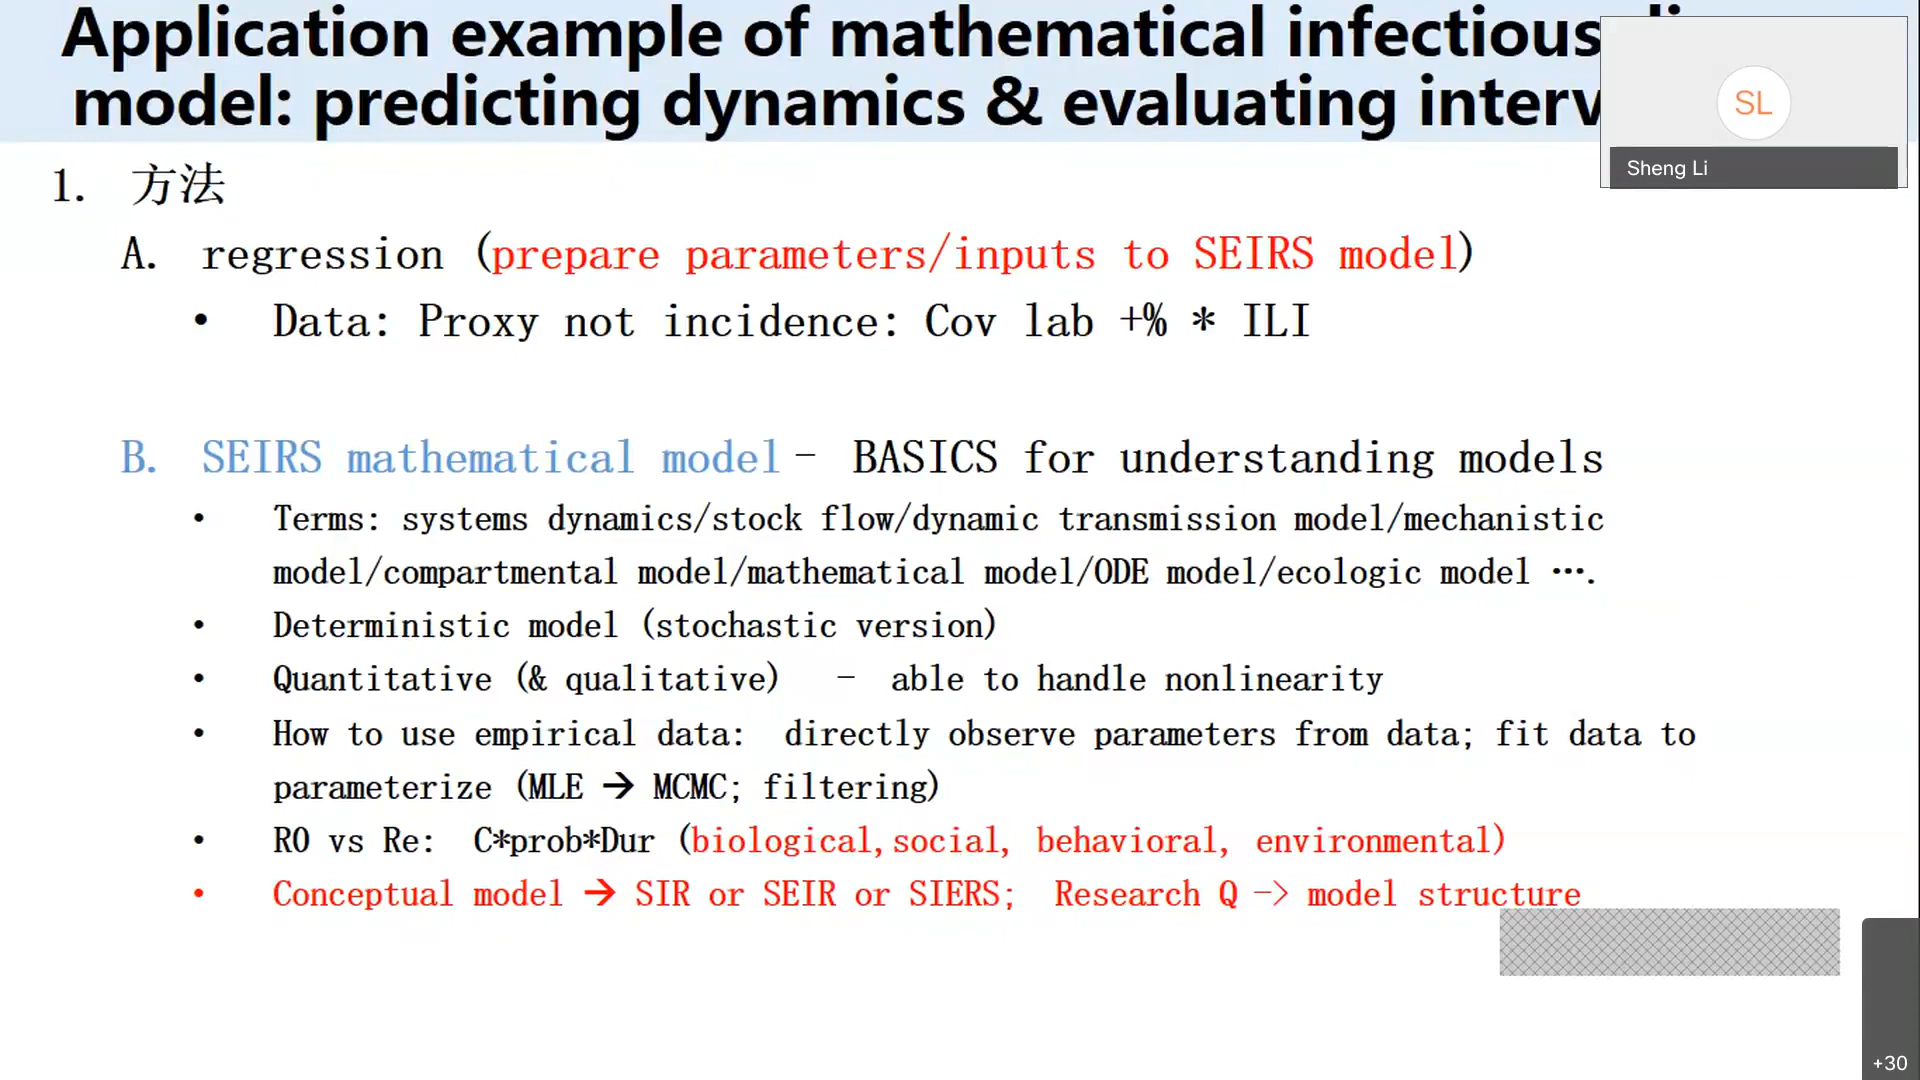 Application example of mathematical infectious
model: predicting dynamics & evaluating
SL
Sheng Li
1. 方法
A. regression (prepare parameters/inputs to SEIRS model)
• Data: Proxy not incidence: Cov lab +% * ILI
B. SEIRS mathematical model – BASICS for understanding models
• Terms: systems dynamics/stock flow/dynamic transmission model/mechanistic
model/compartmental model/mathematical model/ODE model/ecologic model ….
• Deterministic model (stochastic version)
• Quantitative (& qualitative) – able to handle nonlinearity
• How to use empirical data: directly observe parameters from data; fit data to
parameterize (MLE → MCMC; filtering)
• R0 vs Re: C*prob*Dur (biological,social, behavioral, environmental)
• Conceptual model → SIR or SEIR or SIERS; Research Q -> model structure
+30